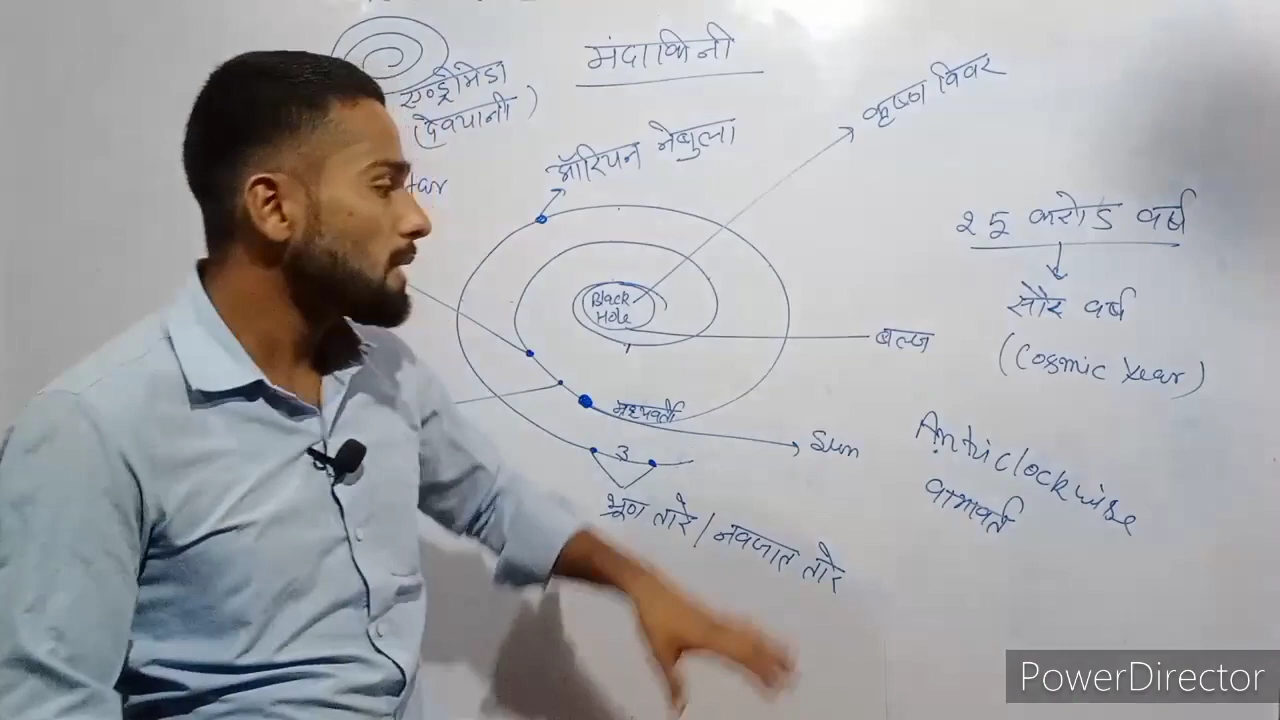 मंदाकिनी
एण्ड्रोमेडा
(देवयानी)
ऑरियन नेबुला
कृष्ण विवर
25 करोड वर्ष
सौर वर्ष
(Cosmic Year)
Black
Hole
बल्ज
मध्यवर्ती
Sun
3
भ्रूण तारे / नवजात तारे
Anticlockwise
वामावर्त
PowerDirector